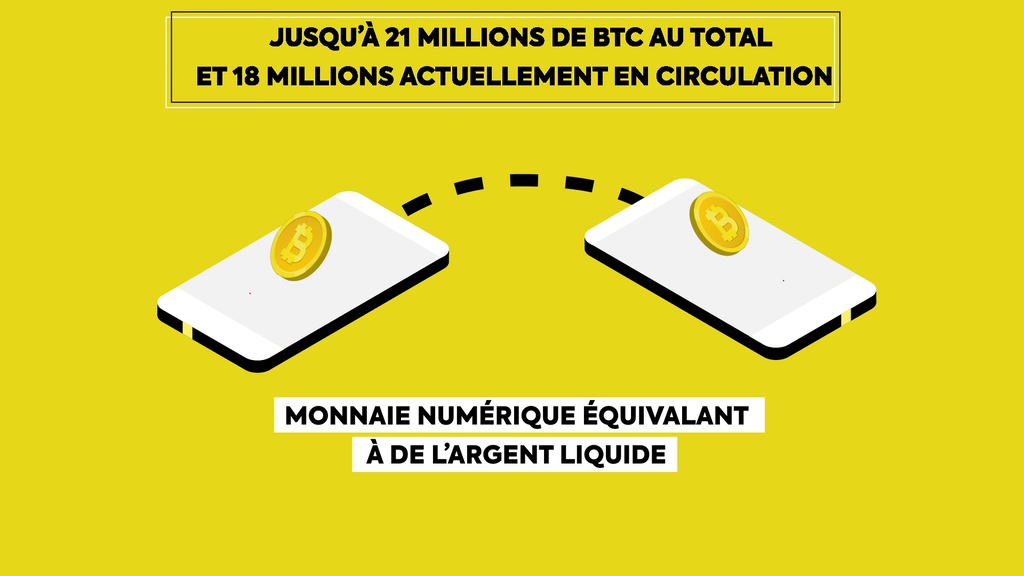 JUSQU’À 21 MILLIONS DE BTC AU TOTAL
ET 18 MILLIONS ACTUELLEMENT EN CIRCULATION
MONNAIE NUMÉRIQUE ÉQUIVALANT
À DE L’ARGENT LIQUIDE